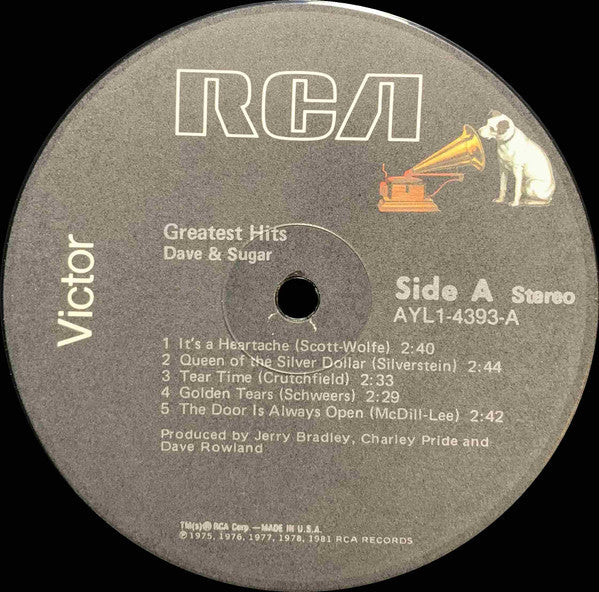 RCA
Victor
Greatest Hits
Dave & Sugar
Side A Stereo
AYL1-4393-A
1 It's a Heartache (Scott-Wolfe) 2:40
2 Queen of the Silver Dollar (Silverstein) 2:44
3 Tear Time (Crutchfield) 2:33
4 Golden Tears (Schweers) 2:29
5 The Door Is Always Open (McDill-Lee) 2:42
Produced by Jerry Bradley, Charley Pride and
Dave Rowland
TM(s)® RCA Corp.—MADE IN U.S.A.
℗ 1975, 1976, 1977, 1978, 1981 RCA RECORDS